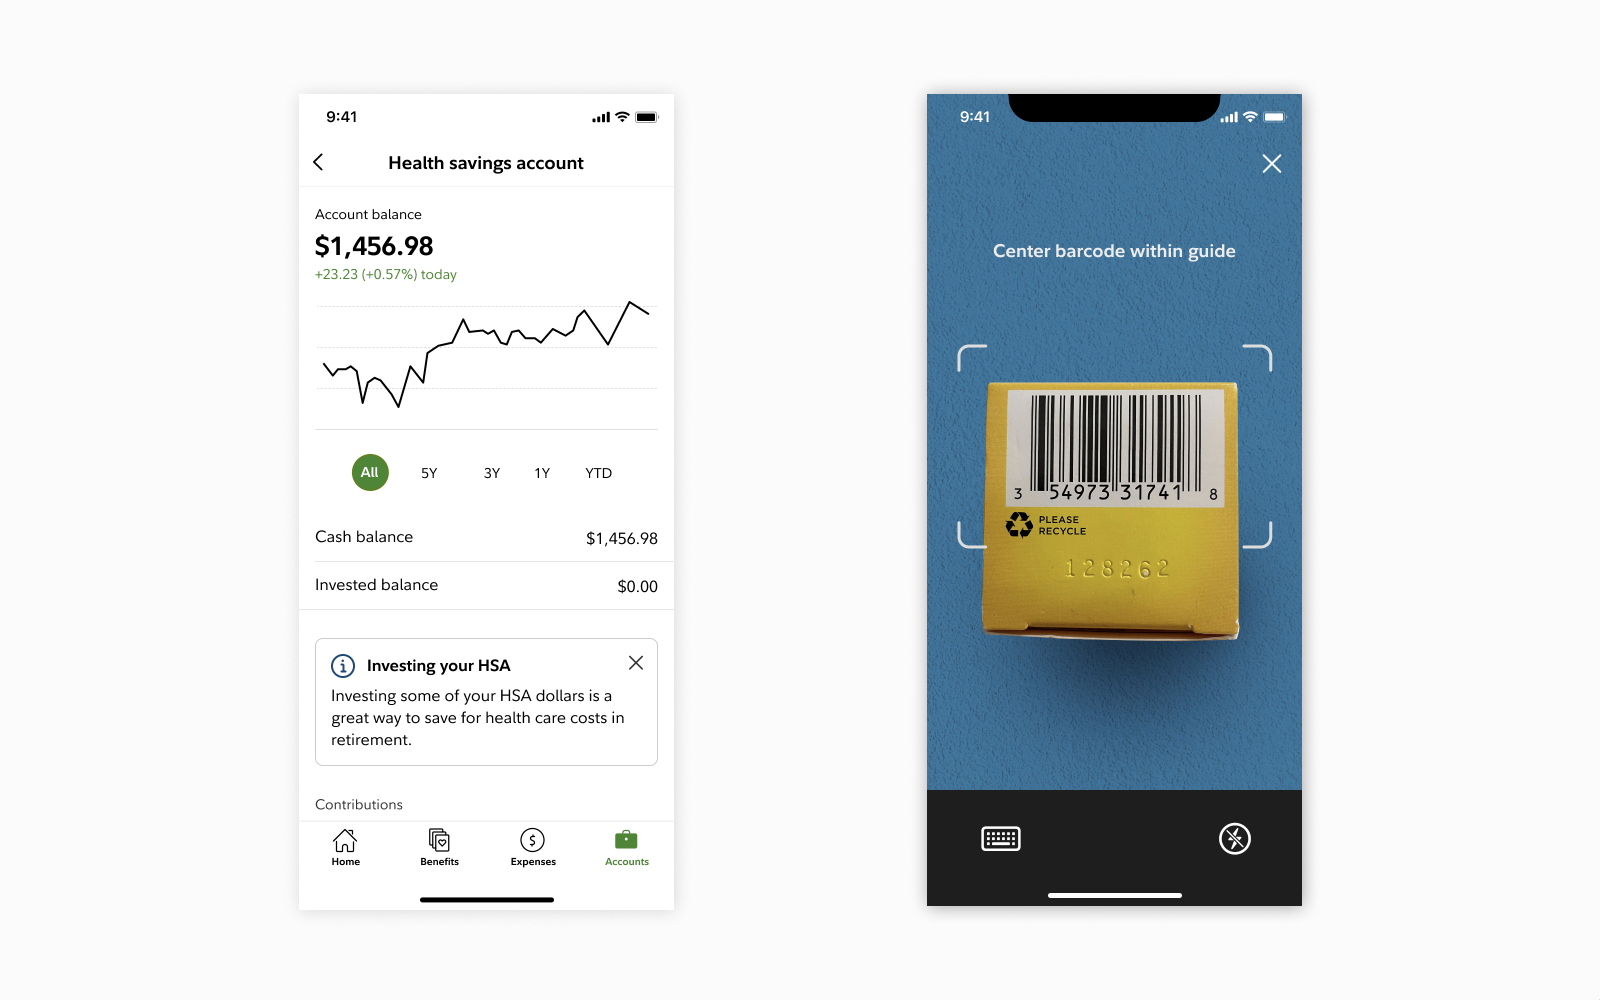 9:41
Health savings account
Account balance
$1,456.98
+23.23 (+0.57%) today
All 5Y 3Y 1Y YTD
Cash balance $1,456.98
Invested balance $0.00
Investing your HSA
Investing some of your HSA dollars is a
great way to save for health care costs in
retirement.
Contributions
Home Benefits Expenses Accounts
9:41
Center barcode within guide
3 54973 31741 8
PLEASE
RECYCLE
128262